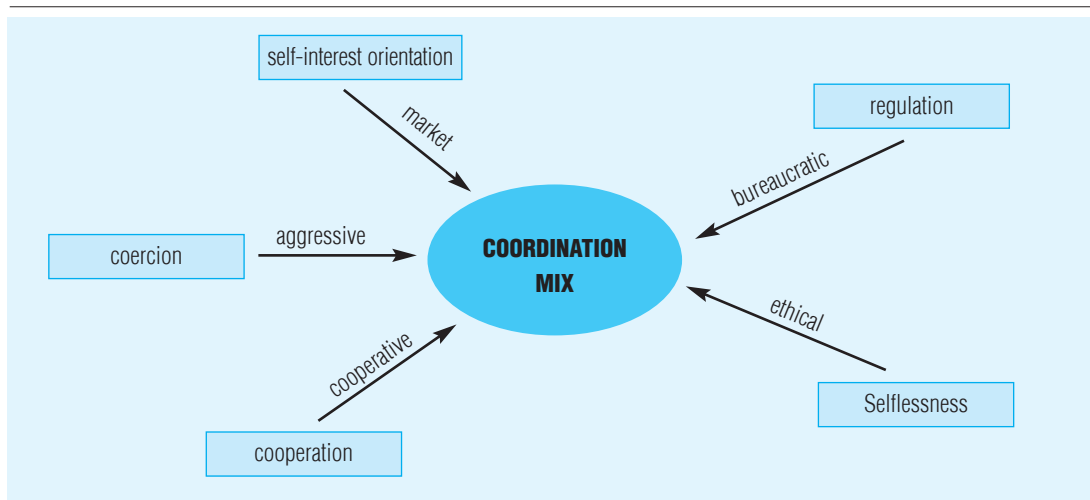 self-interest orientation
market
regulation
bureaucratic
coercion
aggressive
COORDINATION
MIX
ethical
Selflessness
cooperative
cooperation